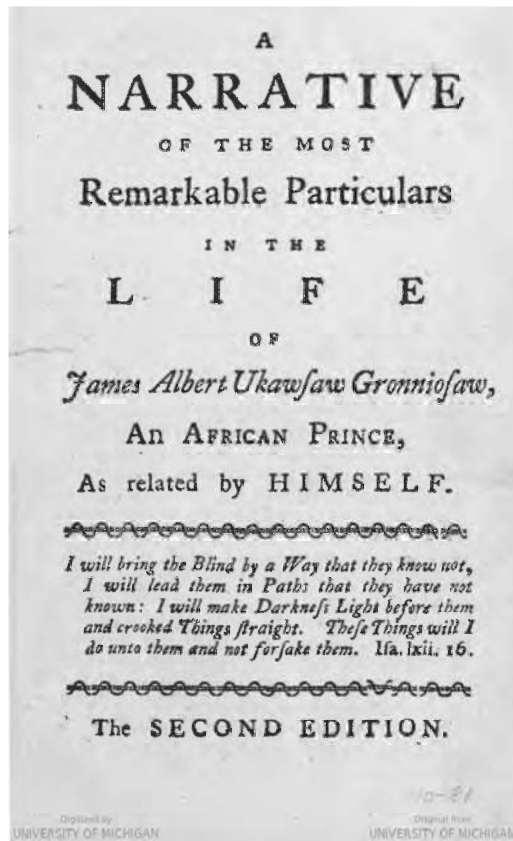 A
NARRATIVE
OF THE MOST
Remarkable Particulars
IN THE
LIFE
OF
James Albert Ukawſaw Gronnioſaw,
An AFRICAN PRINCE,
As related by HIMSELF.
I will bring the Blind by a Way that they know not,
I will lead them in Paths that they have not
known: I will make Darkneſs Light before them
and crooked Things ſtraight. Theſe Things will I
do unto them and not forſake them. Iſa. lxii. 16.
The SECOND EDITION.
Digitized by
UNIVERSITY OF MICHIGAN
Original from
UNIVERSITY OF MICHIGAN